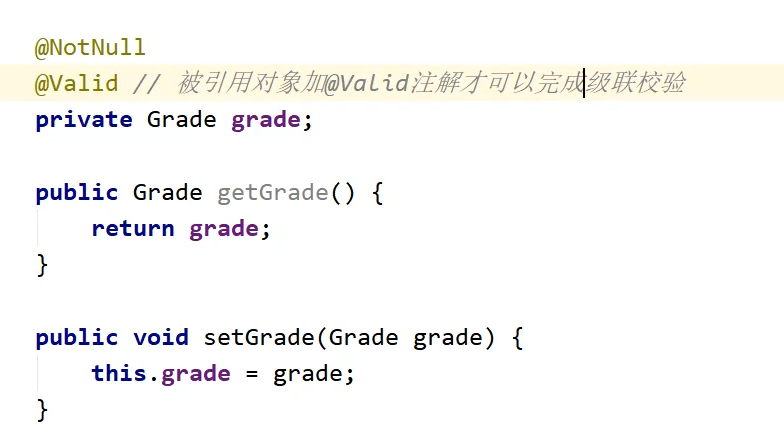 @NotNull
@Valid // 被引用对象加@Valid注解才可以完成级联校验
private Grade grade;
public Grade getGrade() {
return grade;
}
public void setGrade(Grade grade) {
this.grade = grade;
}